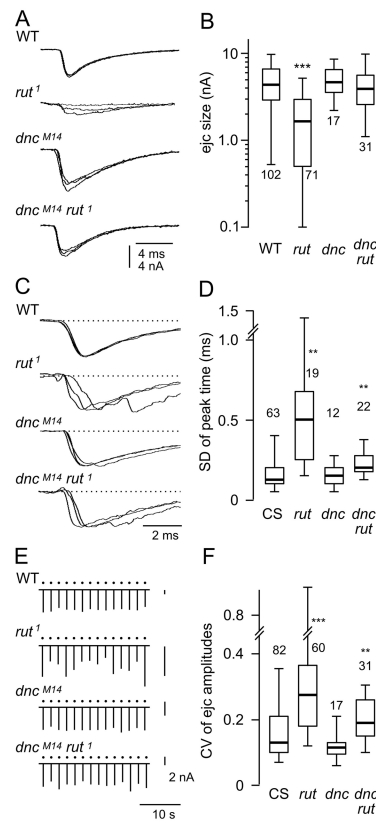 A
WT
rut 1
dnc M14
dnc M14 rut 1
4 ms
4 nA
B
ejc size (nA)
10
1.0
0.1
***
102
71
17
31
WT rut dnc dnc rut
C
WT
rut 1
dnc M14
dnc M14 rut 1
2 ms
D
SD of peak time (ms)
1.5
1.0
0.5
0
63
**
19
12
**
22
CS rut dnc dnc rut
E
WT
rut 1
dnc M14
dnc M14 rut 1
2 nA
10 s
F
CV of ejc amplitudes
0.8
0.4
0.2
0
82
***
60
17
**
31
CS rut dnc dnc rut